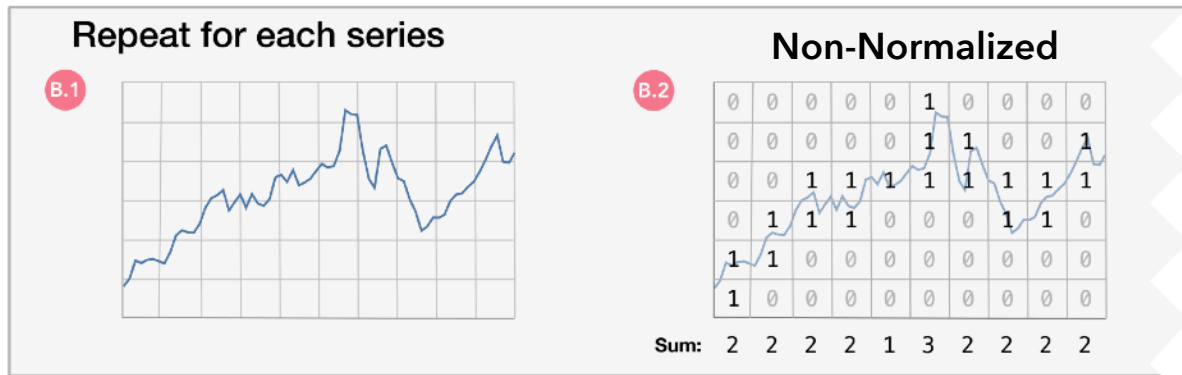 Repeat for each series
Non-Normalized
B.1
B.2
0 0 0 0 0 1 0 0 0 0
0 0 0 0 0 1 1 0 0 1
0 0 1 1 1 1 1 1 1 1
0 1 1 1 0 0 0 1 1 0
1 1 0 0 0 0 0 0 0 0
1 0 0 0 0 0 0 0 0 0
Sum: 2 2 2 2 1 3 2 2 2 2